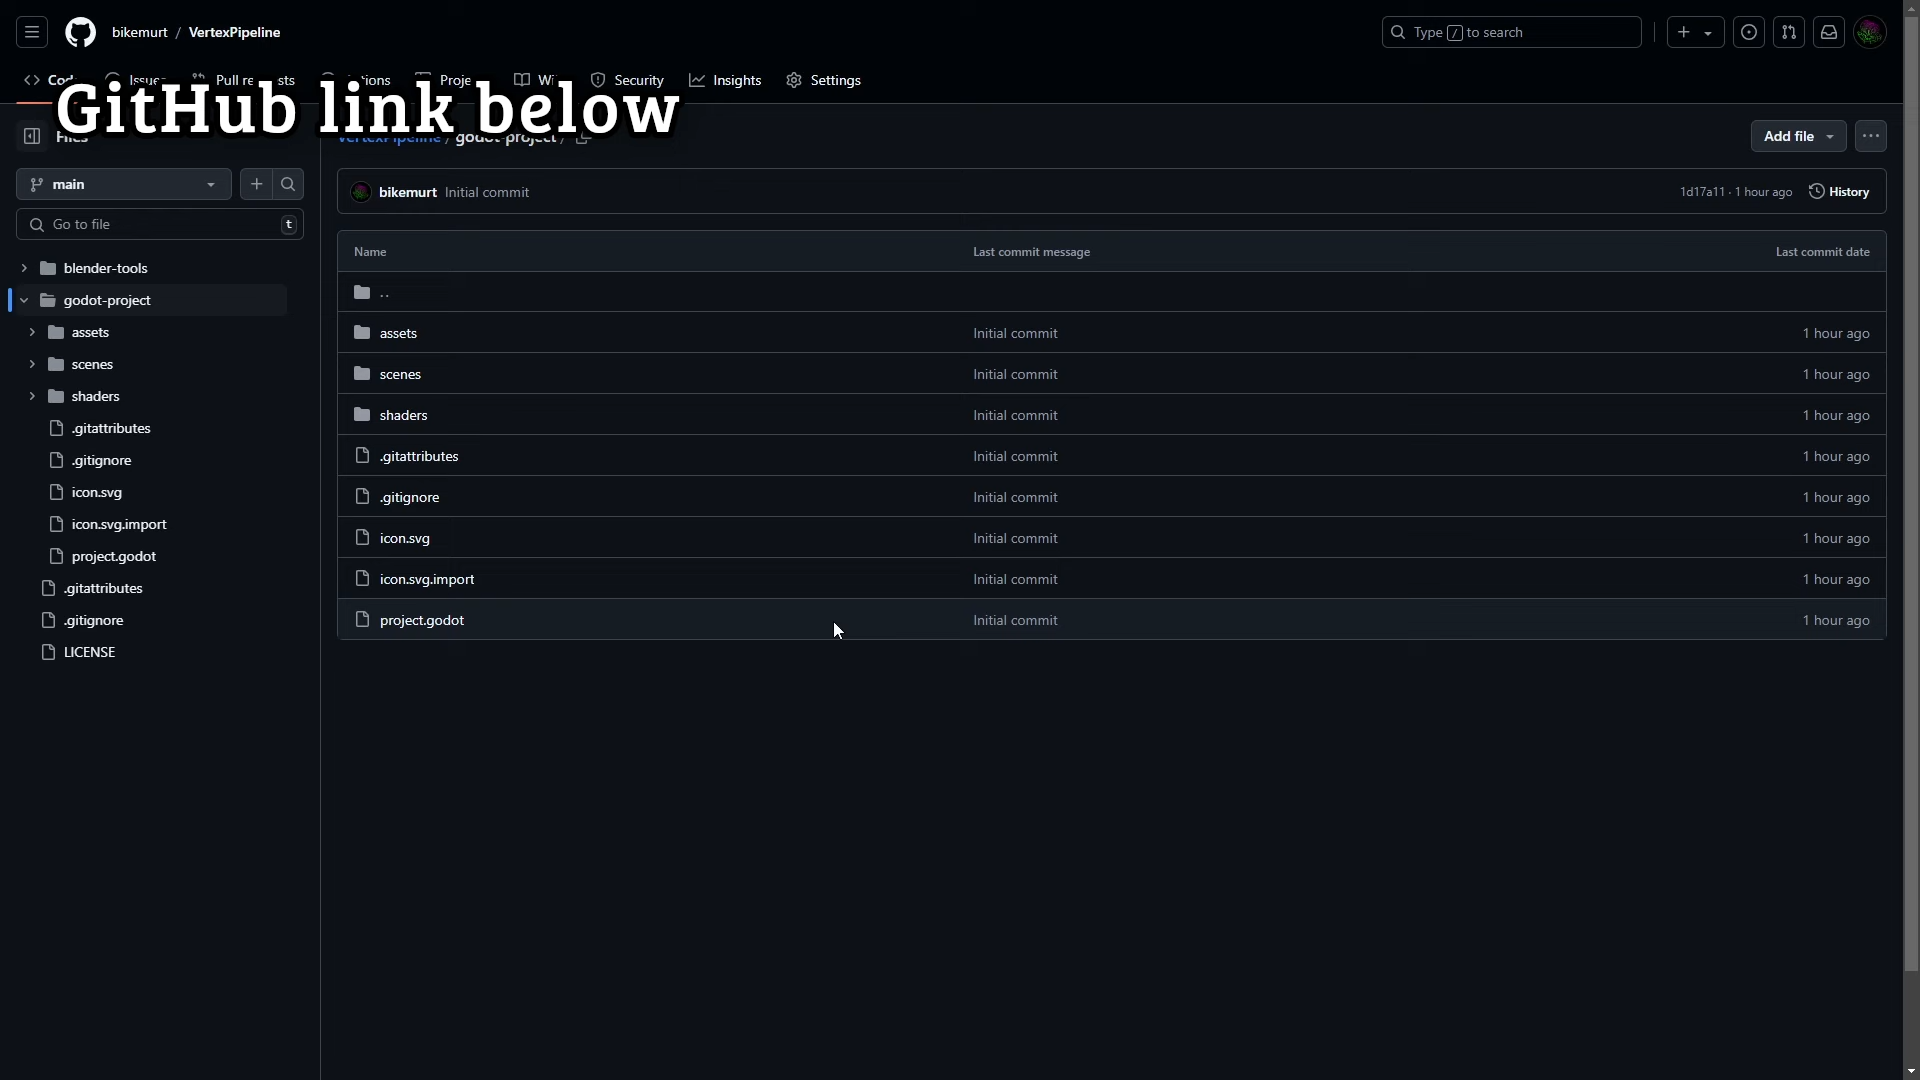 bikemurt / VertexPipeline
Type / to search
Security Insights Settings
GitHub link below
Add file
main
bikemurt Initial commit
1d17a11 · 1 hour ago History
Go to file t
Name Last commit message Last commit date
blender-tools
godot-project
assets
scenes
shaders
.gitattributes
.gitignore
icon.svg
icon.svg.import
project.godot
.gitattributes
.gitignore
LICENSE
..
assets Initial commit 1 hour ago
scenes Initial commit 1 hour ago
shaders Initial commit 1 hour ago
.gitattributes Initial commit 1 hour ago
.gitignore Initial commit 1 hour ago
icon.svg Initial commit 1 hour ago
icon.svg.import Initial commit 1 hour ago
project.godot Initial commit 1 hour ago